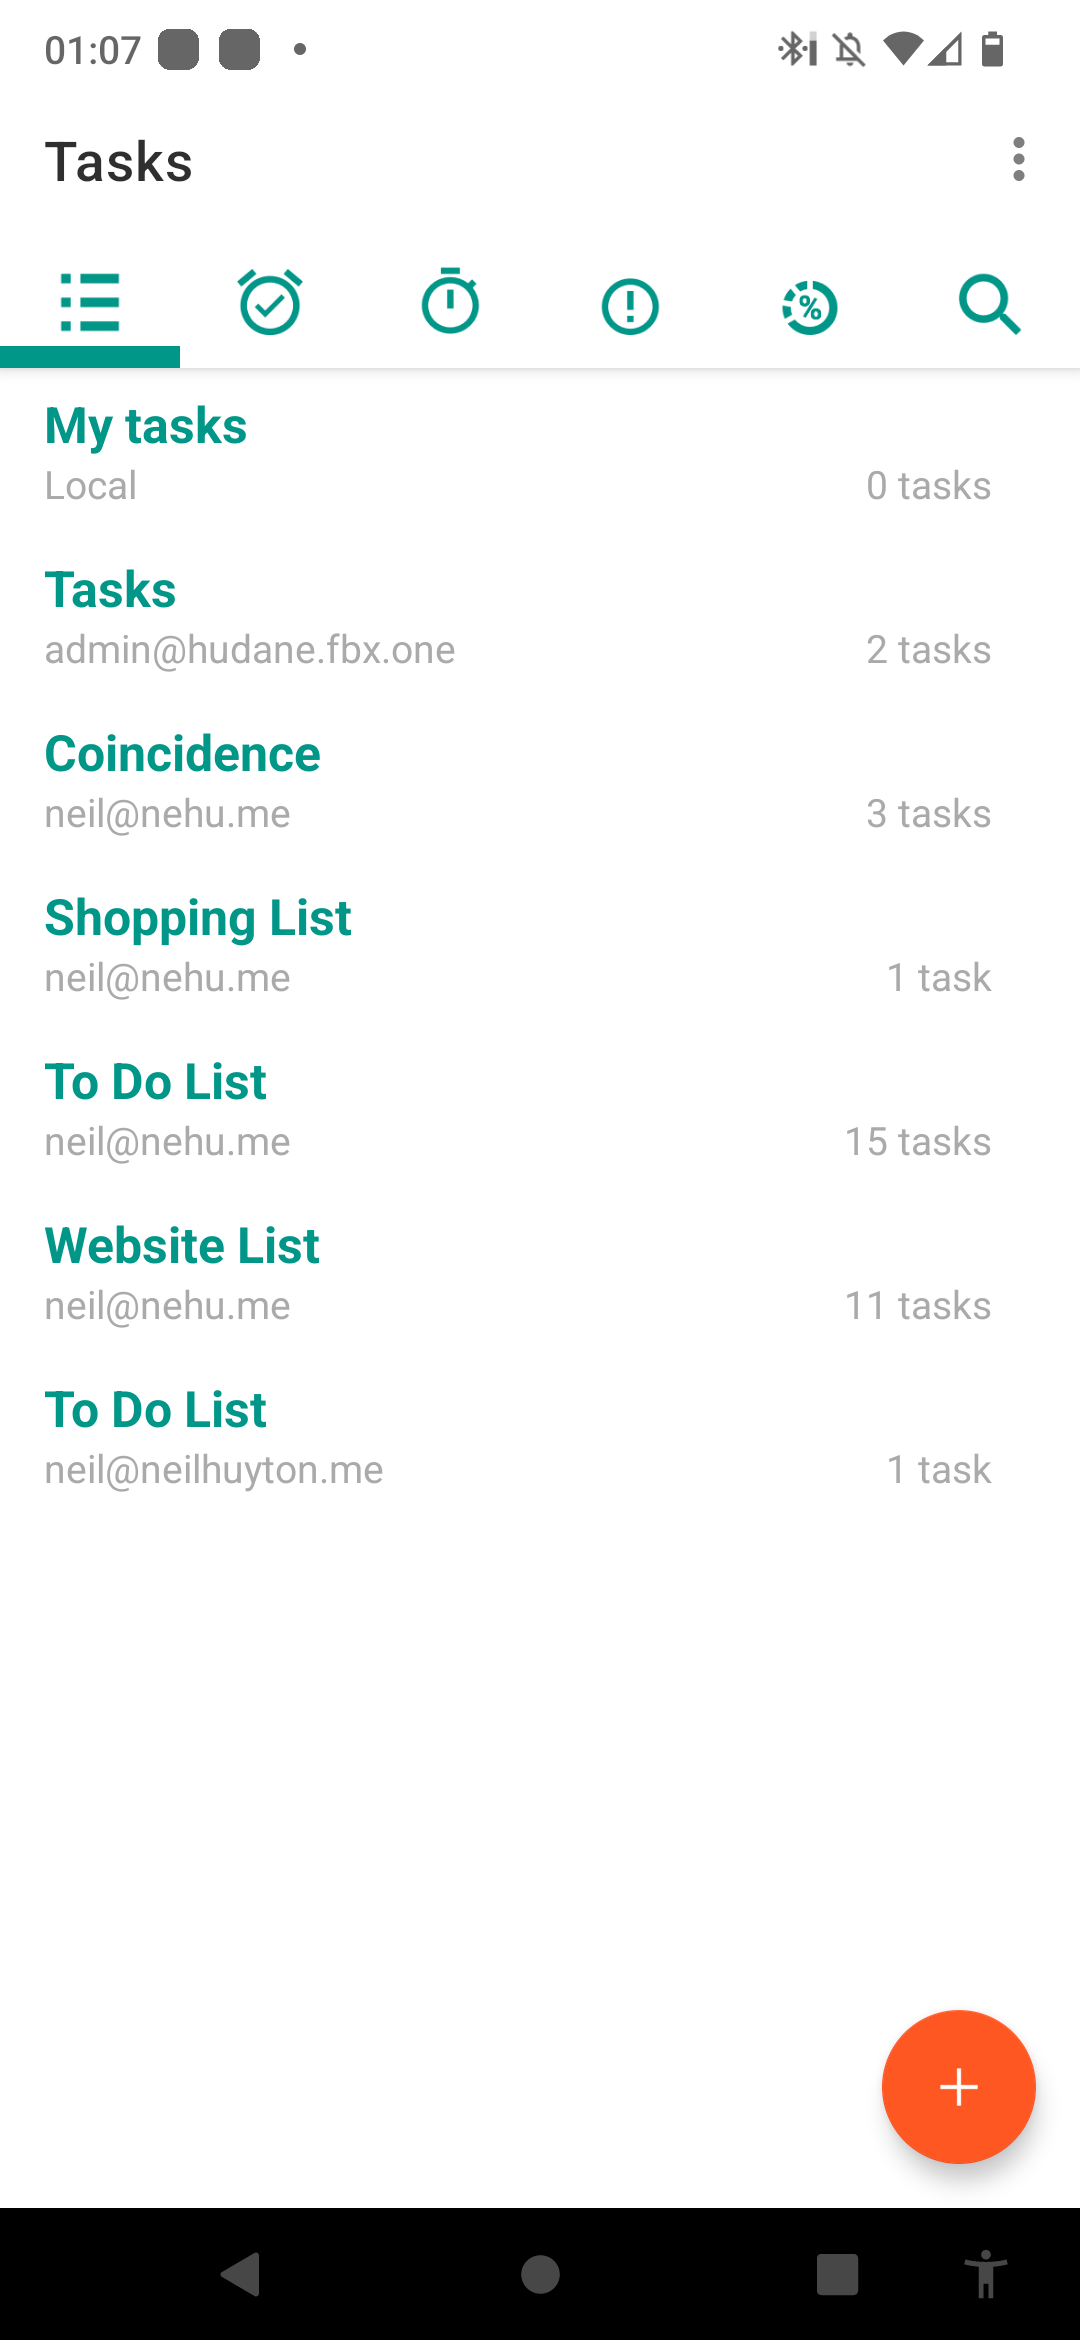 01:07
Tasks
My tasks
Local 0 tasks
Tasks
admin@hudane.fbx.one 2 tasks
Coincidence
neil@nehu.me 3 tasks
Shopping List
neil@nehu.me 1 task
To Do List
neil@nehu.me 15 tasks
Website List
neil@nehu.me 11 tasks
To Do List
neil@neilhuyton.me 1 task